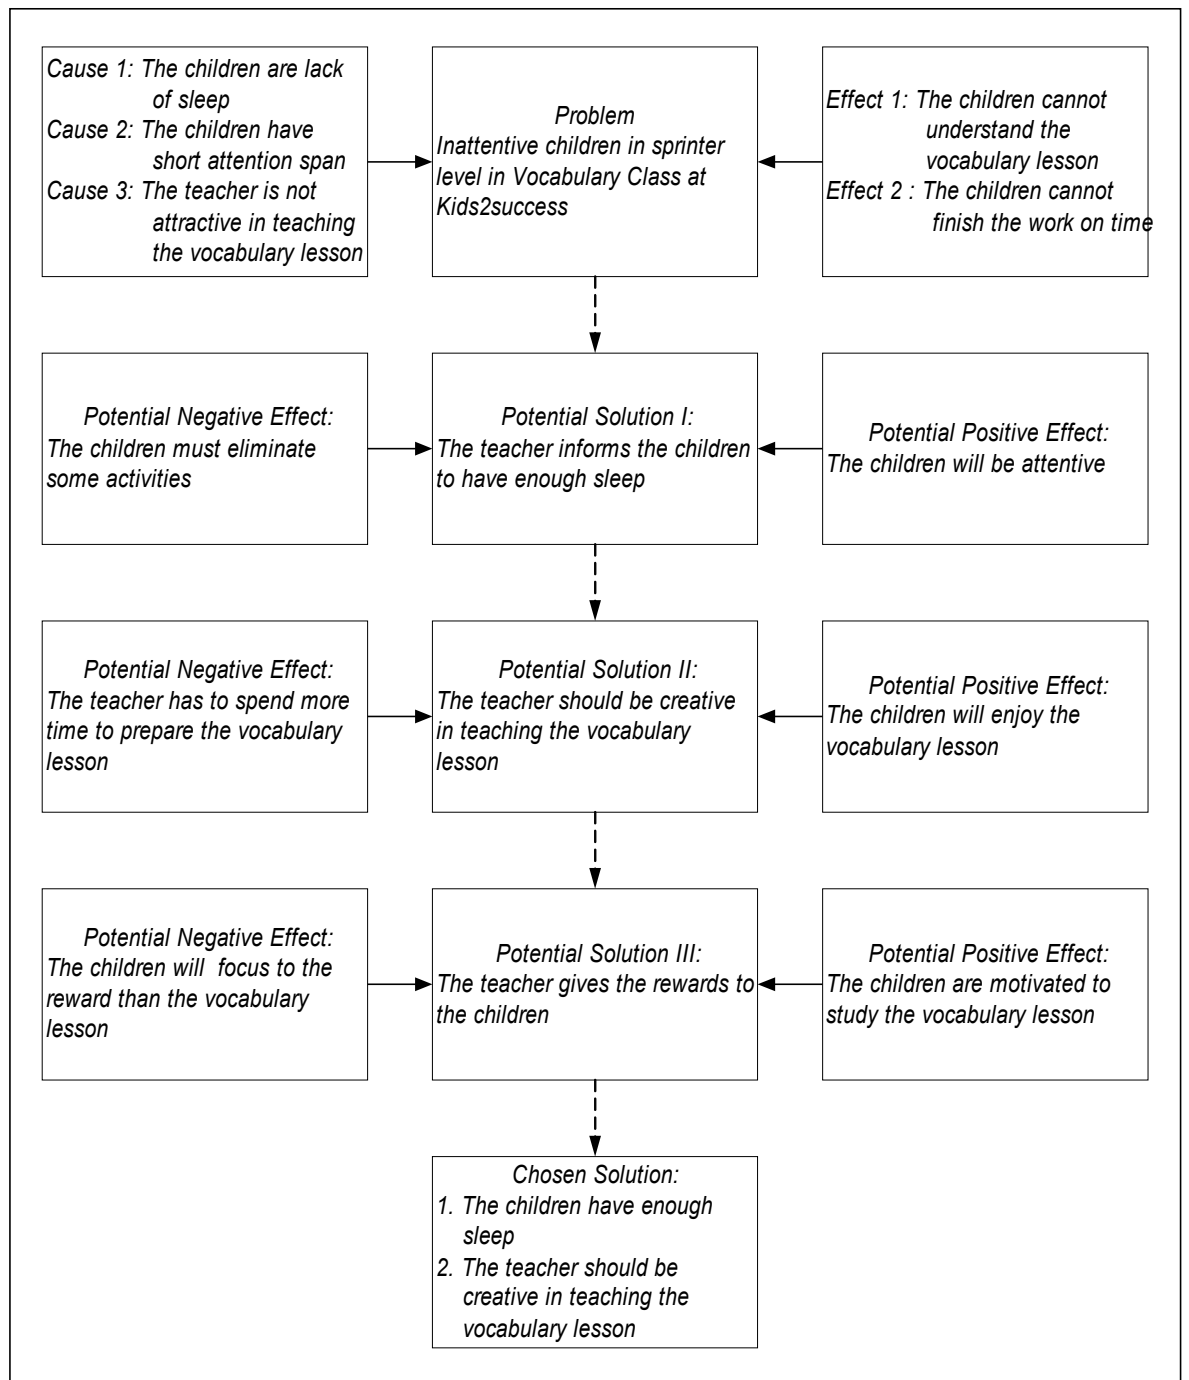 Cause 1: The children are lack
of sleep
Cause 2: The children have
short attention span
Cause 3: The teacher is not
attractive in teaching
the vocabulary lesson
Problem
Inattentive children in sprinter
level in Vocabulary Class at
Kids2success
Effect 1: The children cannot
understand the
vocabulary lesson
Effect 2 : The children cannot
finish the work on time
Potential Negative Effect:
The children must eliminate
some activities
Potential Solution I:
The teacher informs the children
to have enough sleep
Potential Positive Effect:
The children will be attentive
Potential Negative Effect:
The teacher has to spend more
time to prepare the vocabulary
lesson
Potential Solution II:
The teacher should be creative
in teaching the vocabulary
lesson
Potential Positive Effect:
The children will enjoy the
vocabulary lesson
Potential Negative Effect:
The children will focus to the
reward than the vocabulary
lesson
Potential Solution III:
The teacher gives the rewards to
the children
Potential Positive Effect:
The children are motivated to
study the vocabulary lesson
Chosen Solution:
1. The children have enough
sleep
2. The teacher should be
creative in teaching the
vocabulary lesson